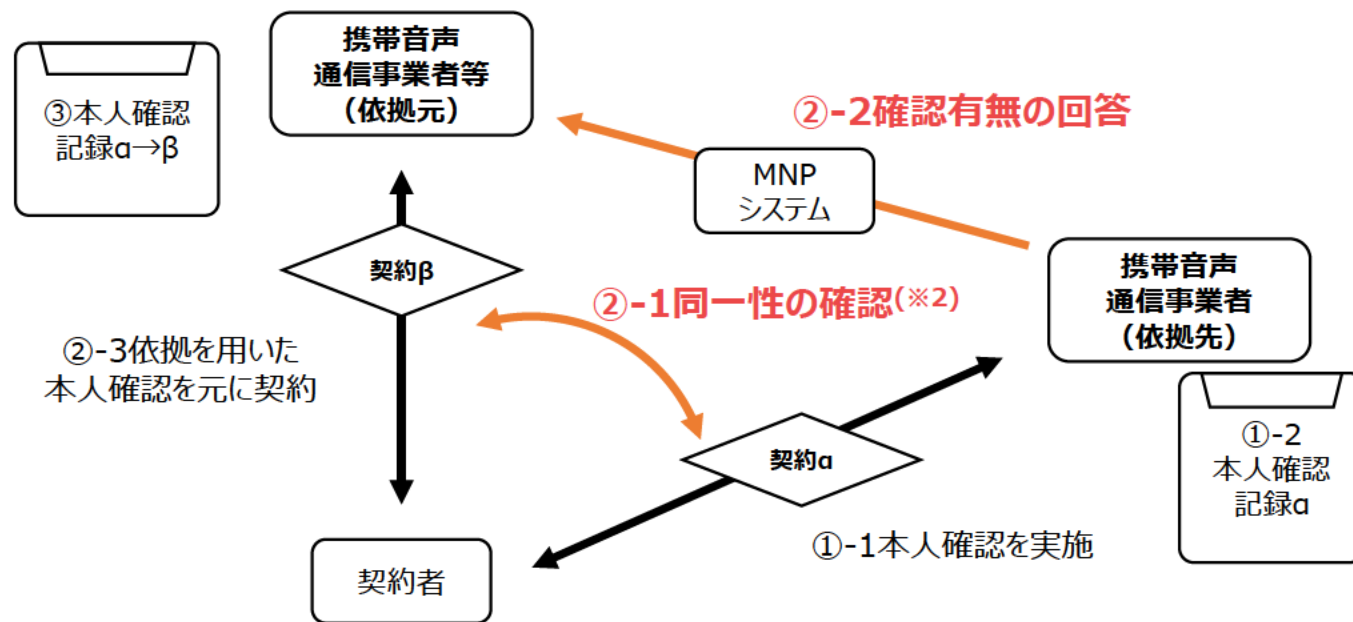 携帯音声
通信事業者等
（依拠元）
③本人確認
記録α→β
②-2確認有無の回答
MNP
システム
携帯音声
通信事業者
（依拠先）
契約β
②-1同一性の確認(※2)
②-3依拠を用いた
本人確認を元に契約
契約α
①-2
本人確認
記録α
①-1本人確認を実施
契約者